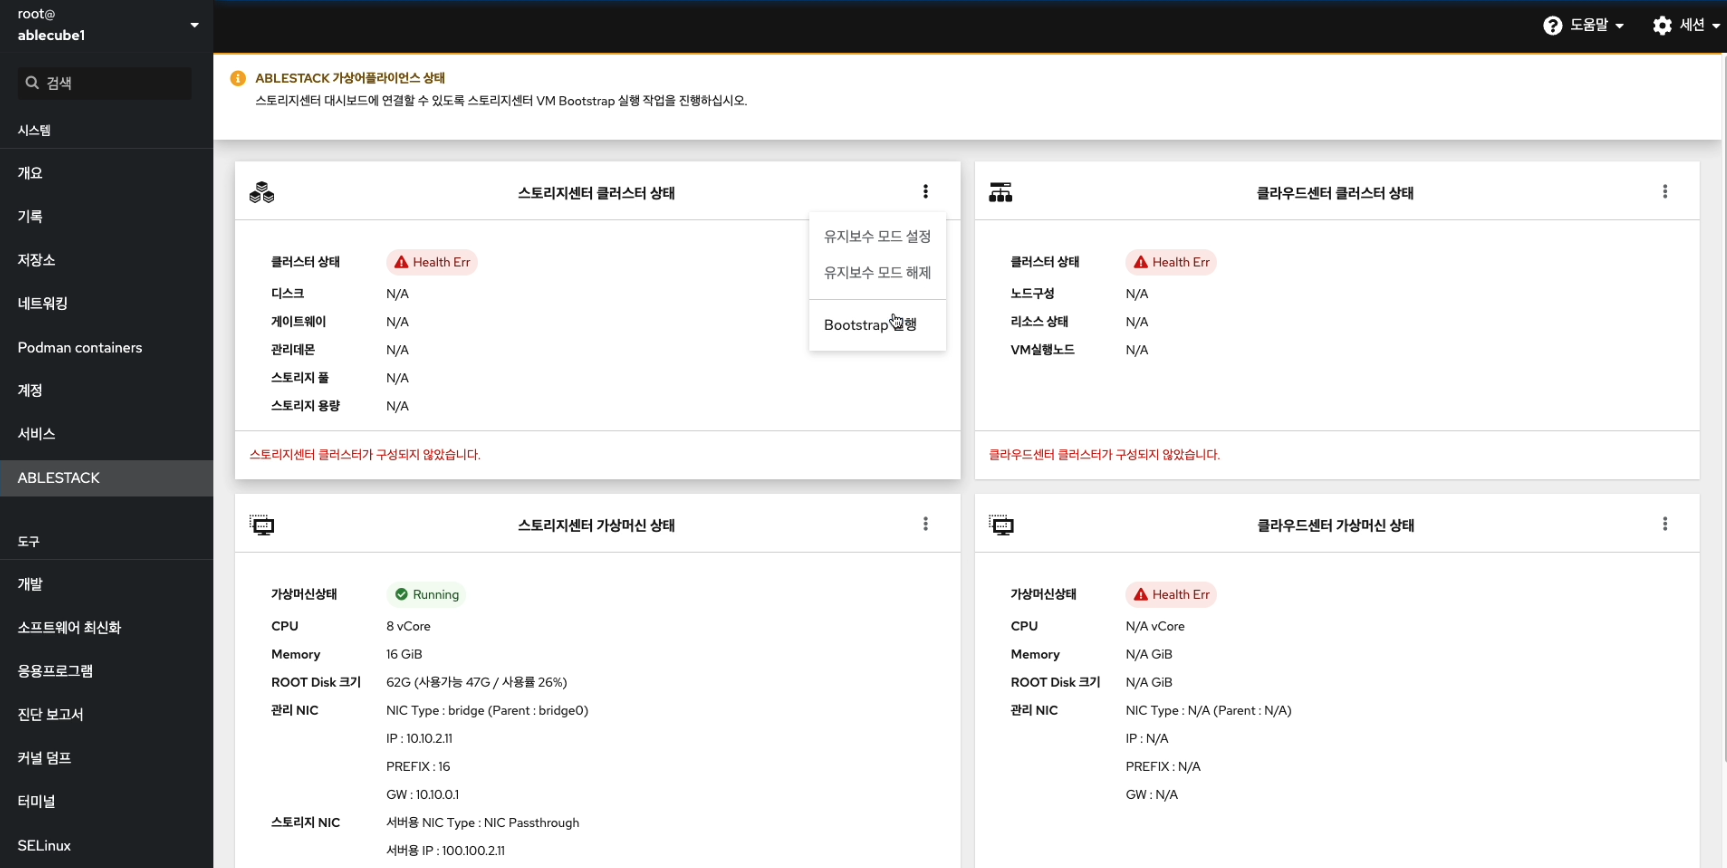 root@
ablecube1
도움말
세션
검색
시스템
개요
기록
저장소
네트워킹
Podman containers
계정
서비스
ABLESTACK
도구
개발
소프트웨어 최신화
응용프로그램
진단 보고서
커널 덤프
터미널
SELinux
ABLESTACK 가상어플라이언스 상태
스토리지센터 대시보드에 연결할 수 있도록 스토리지센터 VM Bootstrap 실행 작업을 진행하십시오.
스토리지센터 클러스터 상태
유지보수 모드 설정
유지보수 모드 해제
Bootstrap
클러스터 상태 Health Err
디스크 N/A
게이트웨이 N/A
관리데몬 N/A
스토리지 풀 N/A
스토리지 용량 N/A
스토리지센터 클러스터가 구성되지 않았습니다.
클라우드센터 클러스터 상태
클러스터 상태 Health Err
노드구성 N/A
리소스 상태 N/A
VM실행노드 N/A
클라우드센터 클러스터가 구성되지 않았습니다.
스토리지센터 가상머신 상태
가상머신상태 Running
CPU 8 vCore
Memory 16 GiB
ROOT Disk 크기 62G (사용가능 47G / 사용률 26%)
관리 NIC NIC Type : bridge (Parent : bridge0)
IP : 10.10.2.11
PREFIX : 16
GW : 10.10.0.1
스토리지 NIC 서버용 NIC Type : NIC Passthrough
서버용 IP : 100.100.2.11
클라우드센터 가상머신 상태
가상머신상태 Health Err
CPU N/A vCore
Memory N/A GiB
ROOT Disk 크기 N/A GiB
관리 NIC NIC Type : N/A (Parent : N/A)
IP : N/A
PREFIX : N/A
GW : N/A